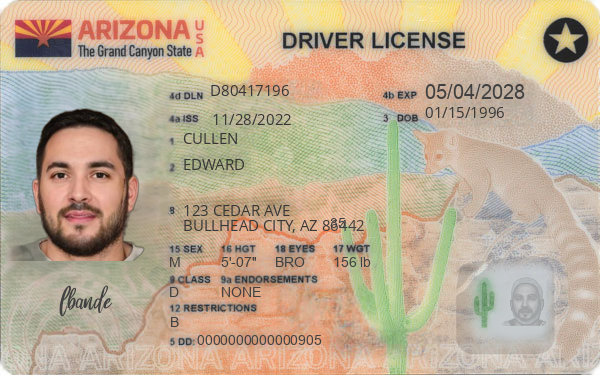 ARIZONA USA
The Grand Canyon State
DRIVER LICENSE
4d DLN D80417196
4b EXP 05/04/2028
4a ISS 11/28/2022
3 DOB 01/15/1996
1 CULLEN
2 EDWARD
8 123 CEDAR AVE
BULLHEAD CITY, AZ 86442
15 SEX 16 HGT 18 EYES 17 WGT
M 5'-07" BRO 156 lb
9 CLASS 9a ENDORSEMENTS
D NONE
12 RESTRICTIONS
B
5 DD: 0000000000000905
ARIZONA ARIZONA ARIZONA ARIZONA